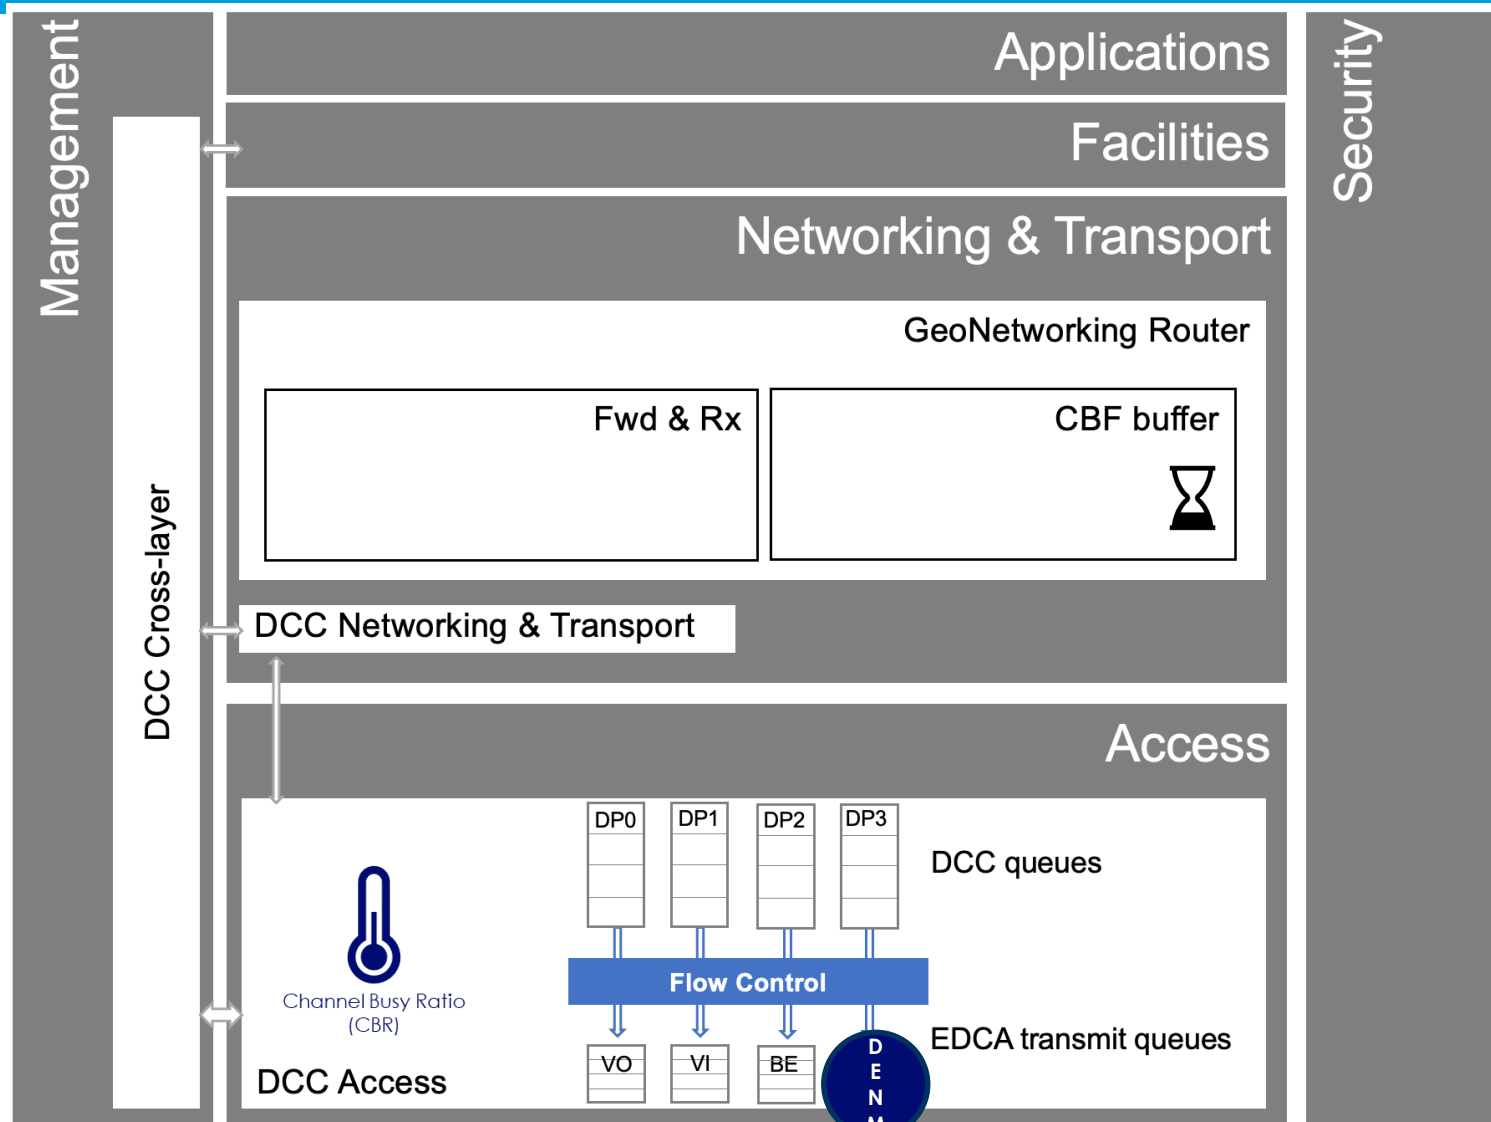 Management
Applications
Security
Facilities
Networking & Transport
GeoNetworking Router
Fwd & Rx
CBF buffer
DCC Cross-layer
DCC Networking & Transport
Access
DP0
DP1
DP2
DP3
DCC queues
Flow Control
Channel Busy Ratio
(CBR)
EDCA transmit queues
VO
VI
BE
DENM
DCC Access